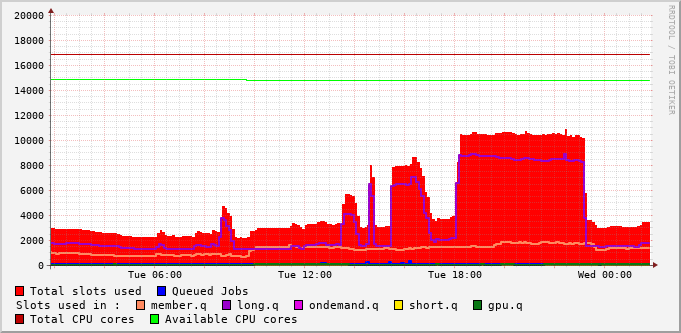 20000
18000
16000
14000
12000
10000
8000
6000
4000
2000
0
Tue 06:00 Tue 12:00 Tue 18:00 Wed 00:00
RRDTOOL / TOBI OETIKER
Total slots used Queued Jobs
Slots used in : member.q long.q ondemand.q short.q gpu.q
Total CPU cores Available CPU cores